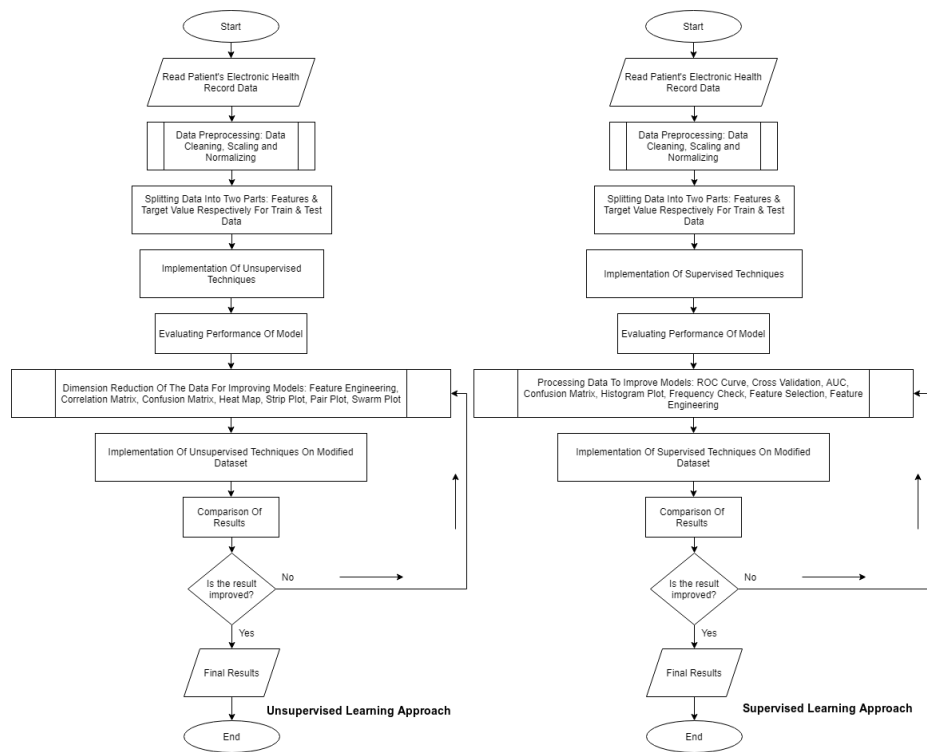 Start
Read Patient's Electronic Health
Record Data
Data Preprocessing: Data
Cleaning, Scaling and
Normalizing
Splitting Data Into Two Parts: Features &
Target Value Respectively For Train & Test
Data
Implementation Of Unsupervised
Techniques
Evaluating Performance Of Model
Dimension Reduction Of The Data For Improving Models: Feature Engineering,
Correlation Matrix, Confusion Matrix, Heat Map, Strip Plot, Pair Plot, Swarm Plot
Implementation Of Unsupervised Techniques On Modified
Dataset
Comparison Of
Results
Is the result
improved?
No
Yes
Final Results
Unsupervised Learning Approach
End
Start
Read Patient's Electronic Health
Record Data
Data Preprocessing: Data
Cleaning, Scaling and
Normalizing
Splitting Data Into Two Parts: Features &
Target Value Respectively For Train & Test
Data
Implementation Of Supervised Techniques
Evaluating Performance Of Model
Processing Data To Improve Models: ROC Curve, Cross Validation, AUC,
Confusion Matrix, Histogram Plot, Frequency Check, Feature Selection, Feature
Engineering
Implementation Of Supervised Techniques On Modified
Dataset
Comparison Of
Results
Is the result
improved?
No
Yes
Final Results
Supervised Learning Approach
End